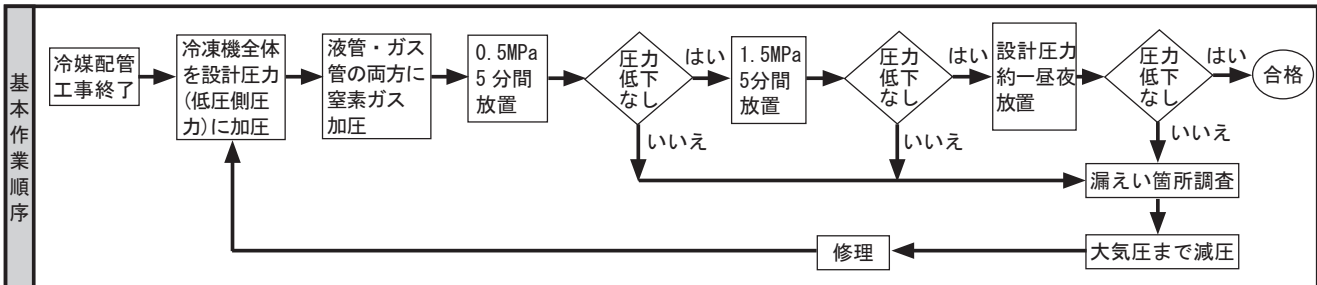 基本作業順序
冷媒配管
工事終了
冷凍機全体
を設計圧力
(低圧側圧
力)に加圧
液管・ガス
管の両方に
窒素ガス
加圧
0.5MPa
5 分間
放置
圧力
低下
なし
はい
いいえ
1.5MPa
5分間
放置
圧力
低下
なし
はい
いいえ
設計圧力
約一昼夜
放置
圧力
低下
なし
はい
いいえ
合格
漏えい箇所調査
大気圧まで減圧
修理